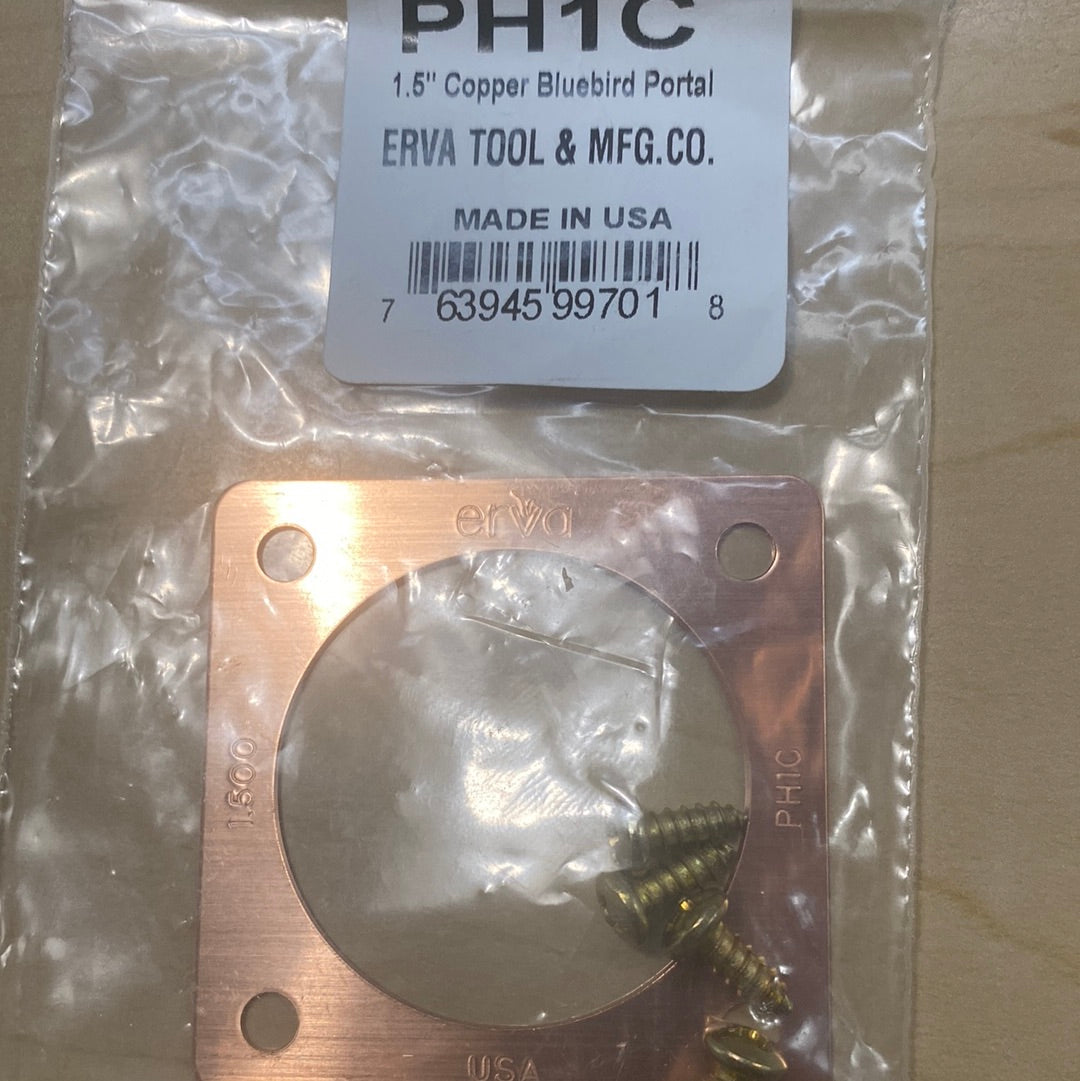 PH1C
1.5" Copper Bluebird Portal
ERVA TOOL & MFG.CO.
MADE IN USA
7 63945 99701 8
erva
1.500
PH1C
USA